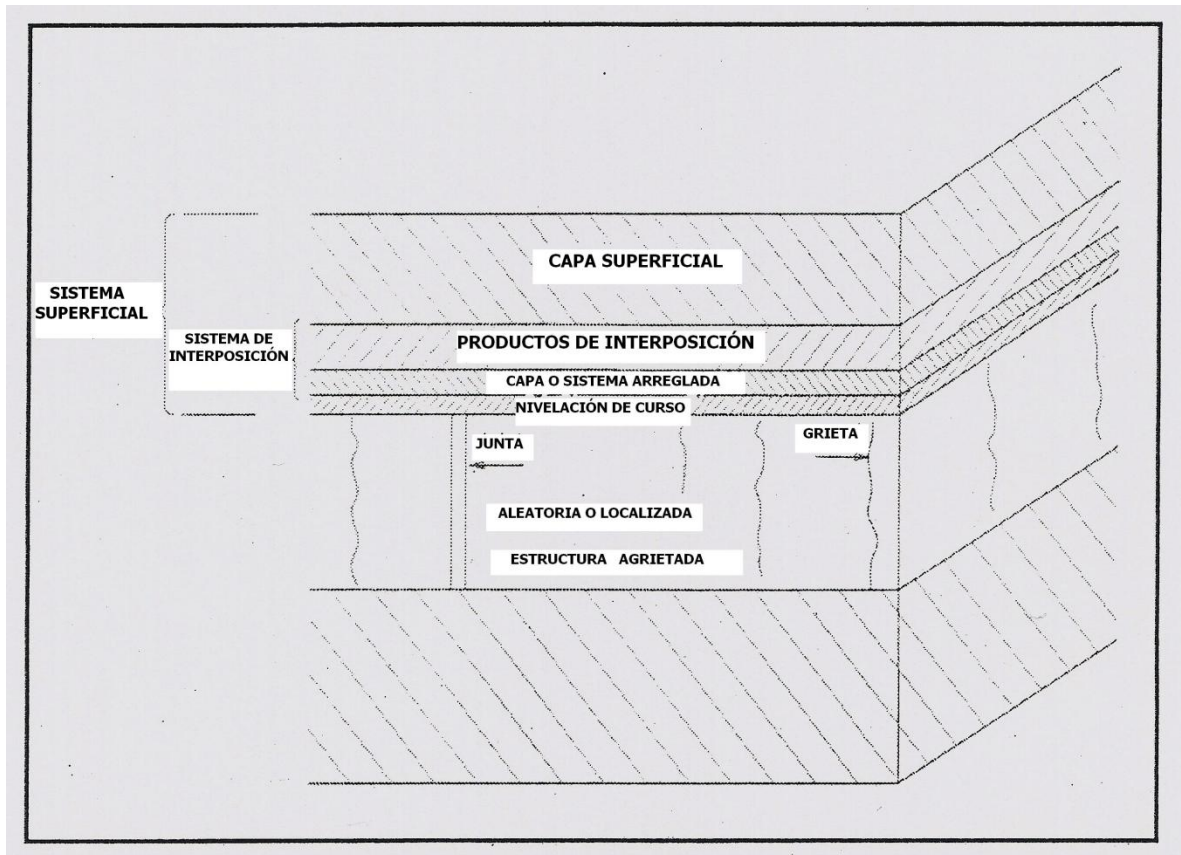 CAPA SUPERFICIAL
SISTEMA
SUPERFICIAL
SISTEMA DE
INTERPOSICIÓN
PRODUCTOS DE INTERPOSICIÓN
CAPA O SISTEMA ARREGLADA
NIVELACIÓN DE CURSO
JUNTA
GRIETA
ALEATORIA O LOCALIZADA
ESTRUCTURA AGRIETADA